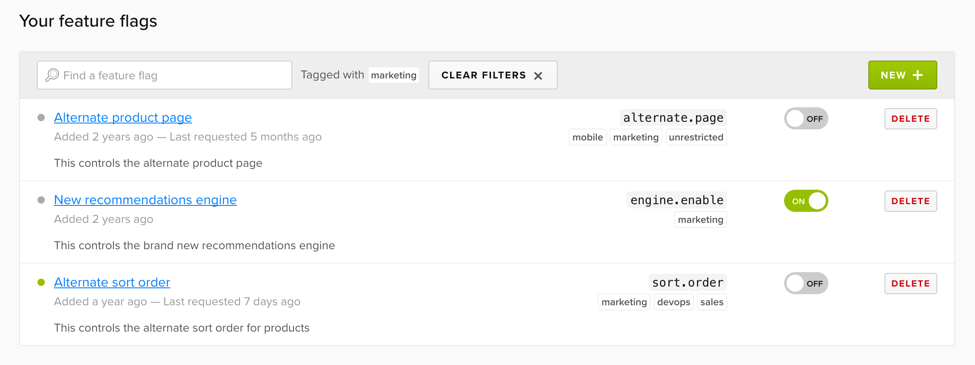 Your feature flags
Find a feature flag Tagged with marketing CLEAR FILTERS NEW
Alternate product page alternate.page OFF DELETE
Added 2 years ago — Last requested 5 months ago mobile marketing unrestricted
This controls the alternate product page
New recommendations engine engine.enable ON DELETE
Added 2 years ago marketing
This controls the brand new recommendations engine
Alternate sort order sort.order OFF DELETE
Added a year ago — Last requested 7 days ago marketing devops sales
This controls the alternate sort order for products